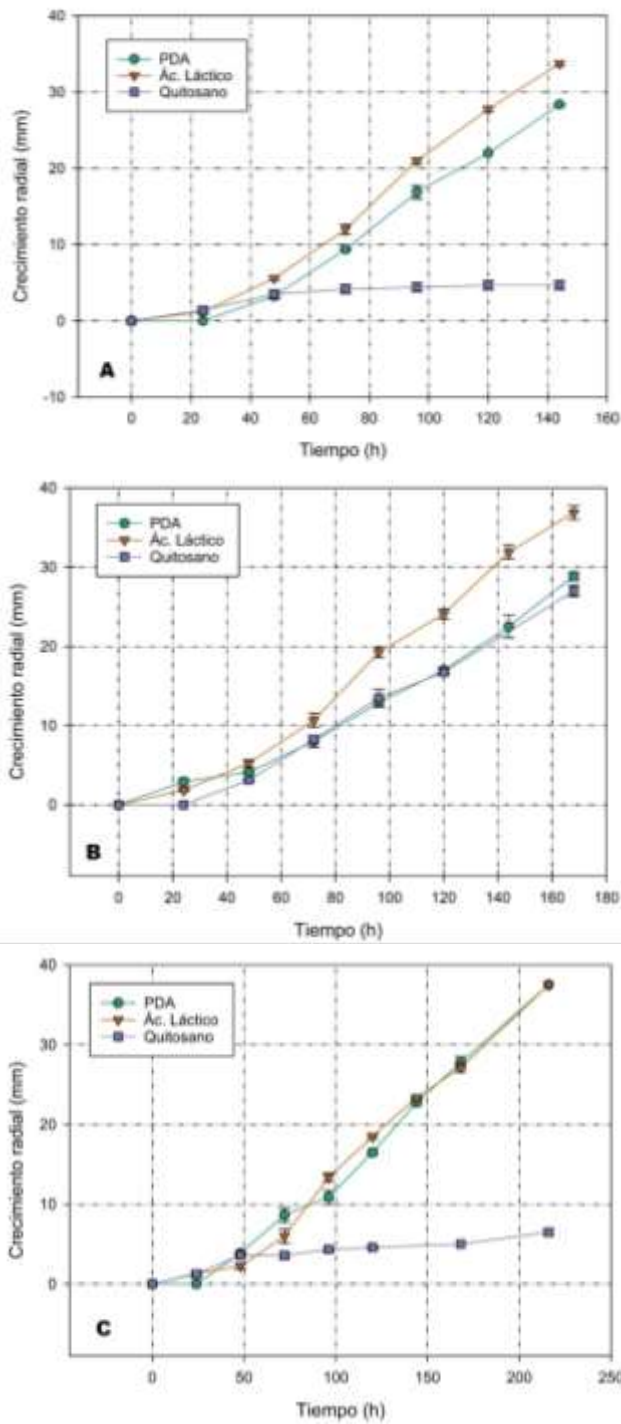 40
30
20
10
0
-10
Crecimiento radial (mm)
PDA
Ác. Láctico
Quitosano
A
0 20 40 60 80 100 120 140 160
Tiempo (h)
40
30
20
10
0
Crecimiento radial (mm)
PDA
Ác. Láctico
Quitosano
B
0 20 40 60 80 100 120 140 160 180
Tiempo (h)
40
30
20
10
0
Crecimiento radial (mm)
PDA
Ác. Láctico
Quitosano
C
0 50 100 150 200 250
Tiempo (h)